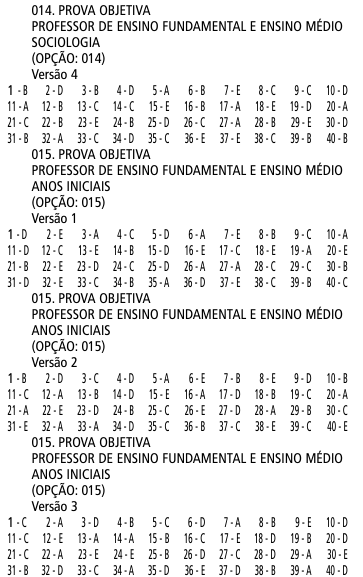 014. PROVA OBJETIVA
PROFESSOR DE ENSINO FUNDAMENTAL E ENSINO MÉDIO
SOCIOLOGIA
(OPÇÃO: 014)
Versão 4
1 - B 2 - D 3 - B 4 - D 5 - A 6 - B 7 - E 8 - C 9 - C 10 - D
11 - A 12 - B 13 - C 14 - C 15 - E 16 - B 17 - A 18 - E 19 - D 20 - A
21 - C 22 - B 23 - E 24 - B 25 - D 26 - C 27 - A 28 - B 29 - E 30 - D
31 - B 32 - A 33 - C 34 - D 35 - C 36 - E 37 - E 38 - C 39 - B 40 - B
015. PROVA OBJETIVA
PROFESSOR DE ENSINO FUNDAMENTAL E ENSINO MÉDIO
ANOS INICIAIS
(OPÇÃO: 015)
Versão 1
1 - D 2 - E 3 - A 4 - C 5 - D 6 - A 7 - E 8 - B 9 - C 10 - A
11 - D 12 - C 13 - E 14 - B 15 - D 16 - E 17 - C 18 - E 19 - A 20 - E
21 - B 22 - E 23 - D 24 - C 25 - D 26 - A 27 - A 28 - C 29 - C 30 - B
31 - D 32 - E 33 - C 34 - B 35 - A 36 - D 37 - E 38 - C 39 - B 40 - C
015. PROVA OBJETIVA
PROFESSOR DE ENSINO FUNDAMENTAL E ENSINO MÉDIO
ANOS INICIAIS
(OPÇÃO: 015)
Versão 2
1 - B 2 - D 3 - C 4 - D 5 - A 6 - E 7 - B 8 - E 9 - D 10 - B
11 - C 12 - A 13 - B 14 - D 15 - E 16 - A 17 - D 18 - B 19 - C 20 - A
21 - A 22 - E 23 - D 24 - B 25 - C 26 - E 27 - D 28 - A 29 - B 30 - C
31 - E 32 - A 33 - A 34 - D 35 - C 36 - B 37 - C 38 - E 39 - C 40 - E
015. PROVA OBJETIVA
PROFESSOR DE ENSINO FUNDAMENTAL E ENSINO MÉDIO
ANOS INICIAIS
(OPÇÃO: 015)
Versão 3
1 - C 2 - A 3 - D 4 - B 5 - C 6 - D 7 - A 8 - B 9 - E 10 - D
11 - C 12 - E 13 - A 14 - A 15 - B 16 - C 17 - E 18 - D 19 - B 20 - D
21 - C 22 - A 23 - E 24 - E 25 - B 26 - D 27 - C 28 - D 29 - A 30 - E
31 - B 32 - D 33 - C 34 - A 35 - D 36 - E 37 - D 38 - B 39 - A 40 - D